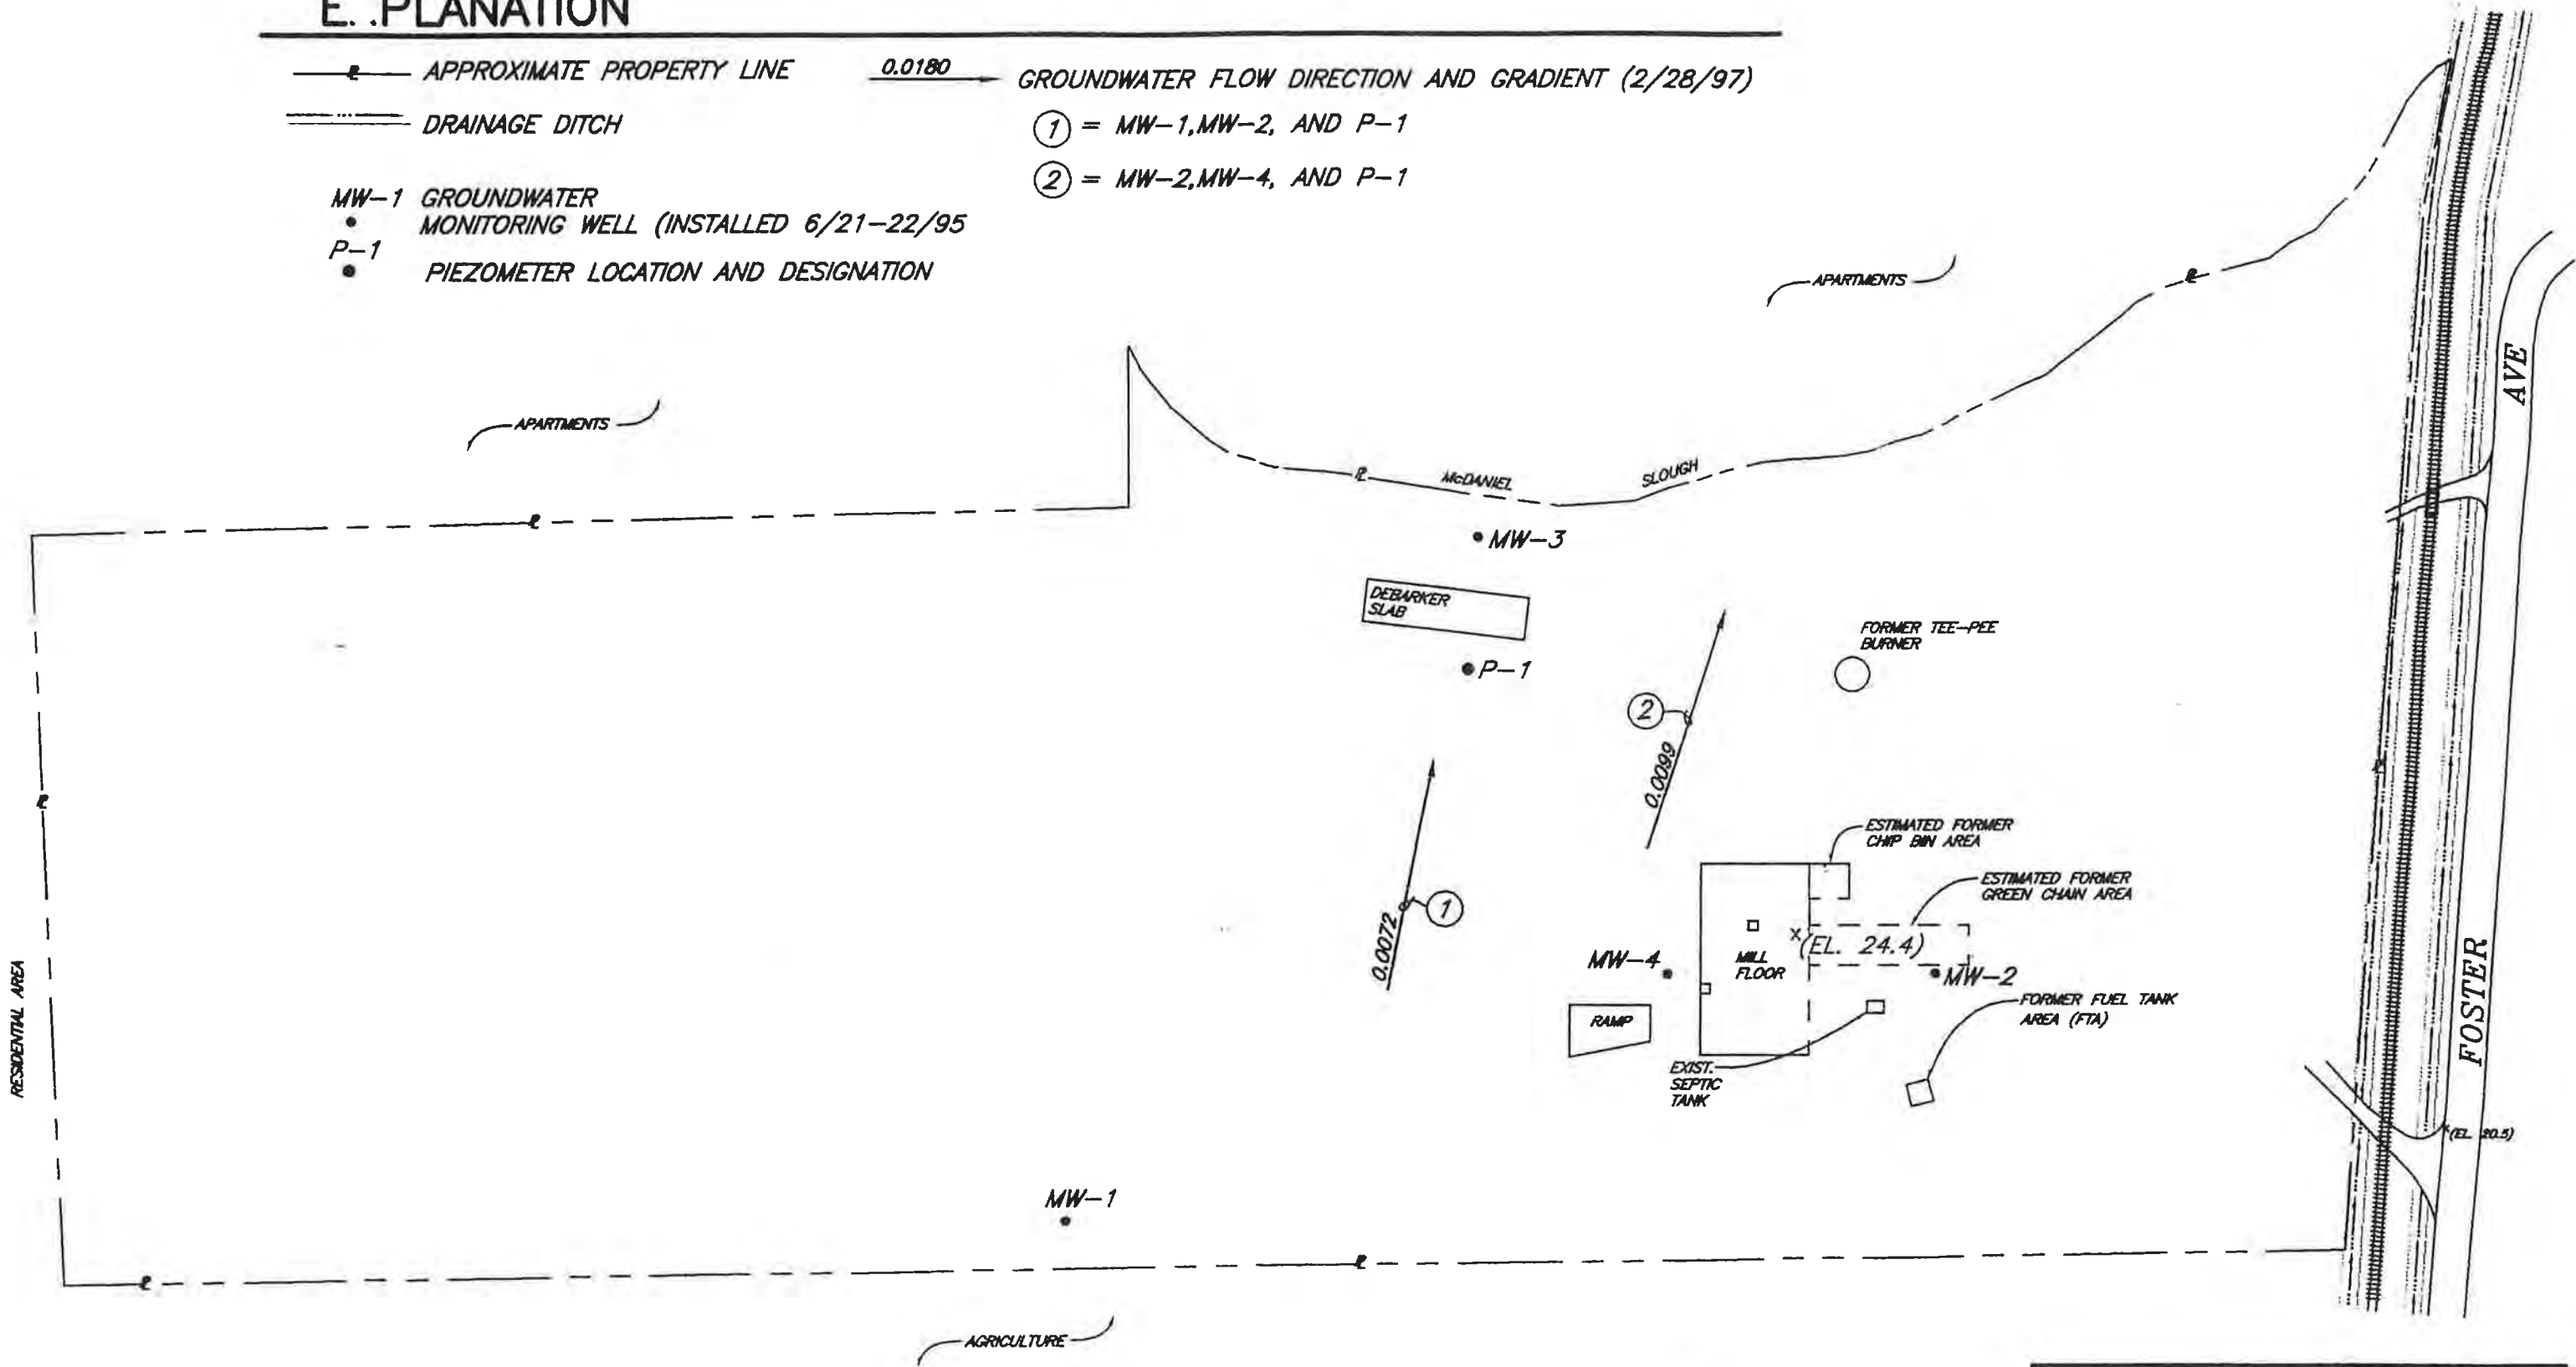 E. .PLANATION
APPROXIMATE PROPERTY LINE
DRAINAGE DITCH
MW-1 GROUNDWATER
MONITORING WELL (INSTALLED 6/21-22/95
P-1
PIEZOMETER LOCATION AND DESIGNATION
0.0180
GROUNDWATER FLOW DIRECTION AND GRADIENT (2/28/97)
1 = MW-1,MW-2, AND P-1
2 = MW-2,MW-4, AND P-1
APARTMENTS
APARTMENTS
McDANIEL SLOUGH
MW-3
DEBARKER
SLAB
P-1
FORMER TEE-PEE
BURNER
2
0.0099
1
0.0072
ESTIMATED FORMER
CHIP BIN AREA
ESTIMATED FORMER
GREEN CHAIN AREA
(EL. 24.4)
MILL
FLOOR
MW-4
MW-2
RAMP
FORMER FUEL TANK
AREA (FTA)
EXIST.
SEPTIC
TANK
(EL. 20.5)
FOSTER AVE
RESIDENTIAL AREA
MW-1
AGRICULTURE